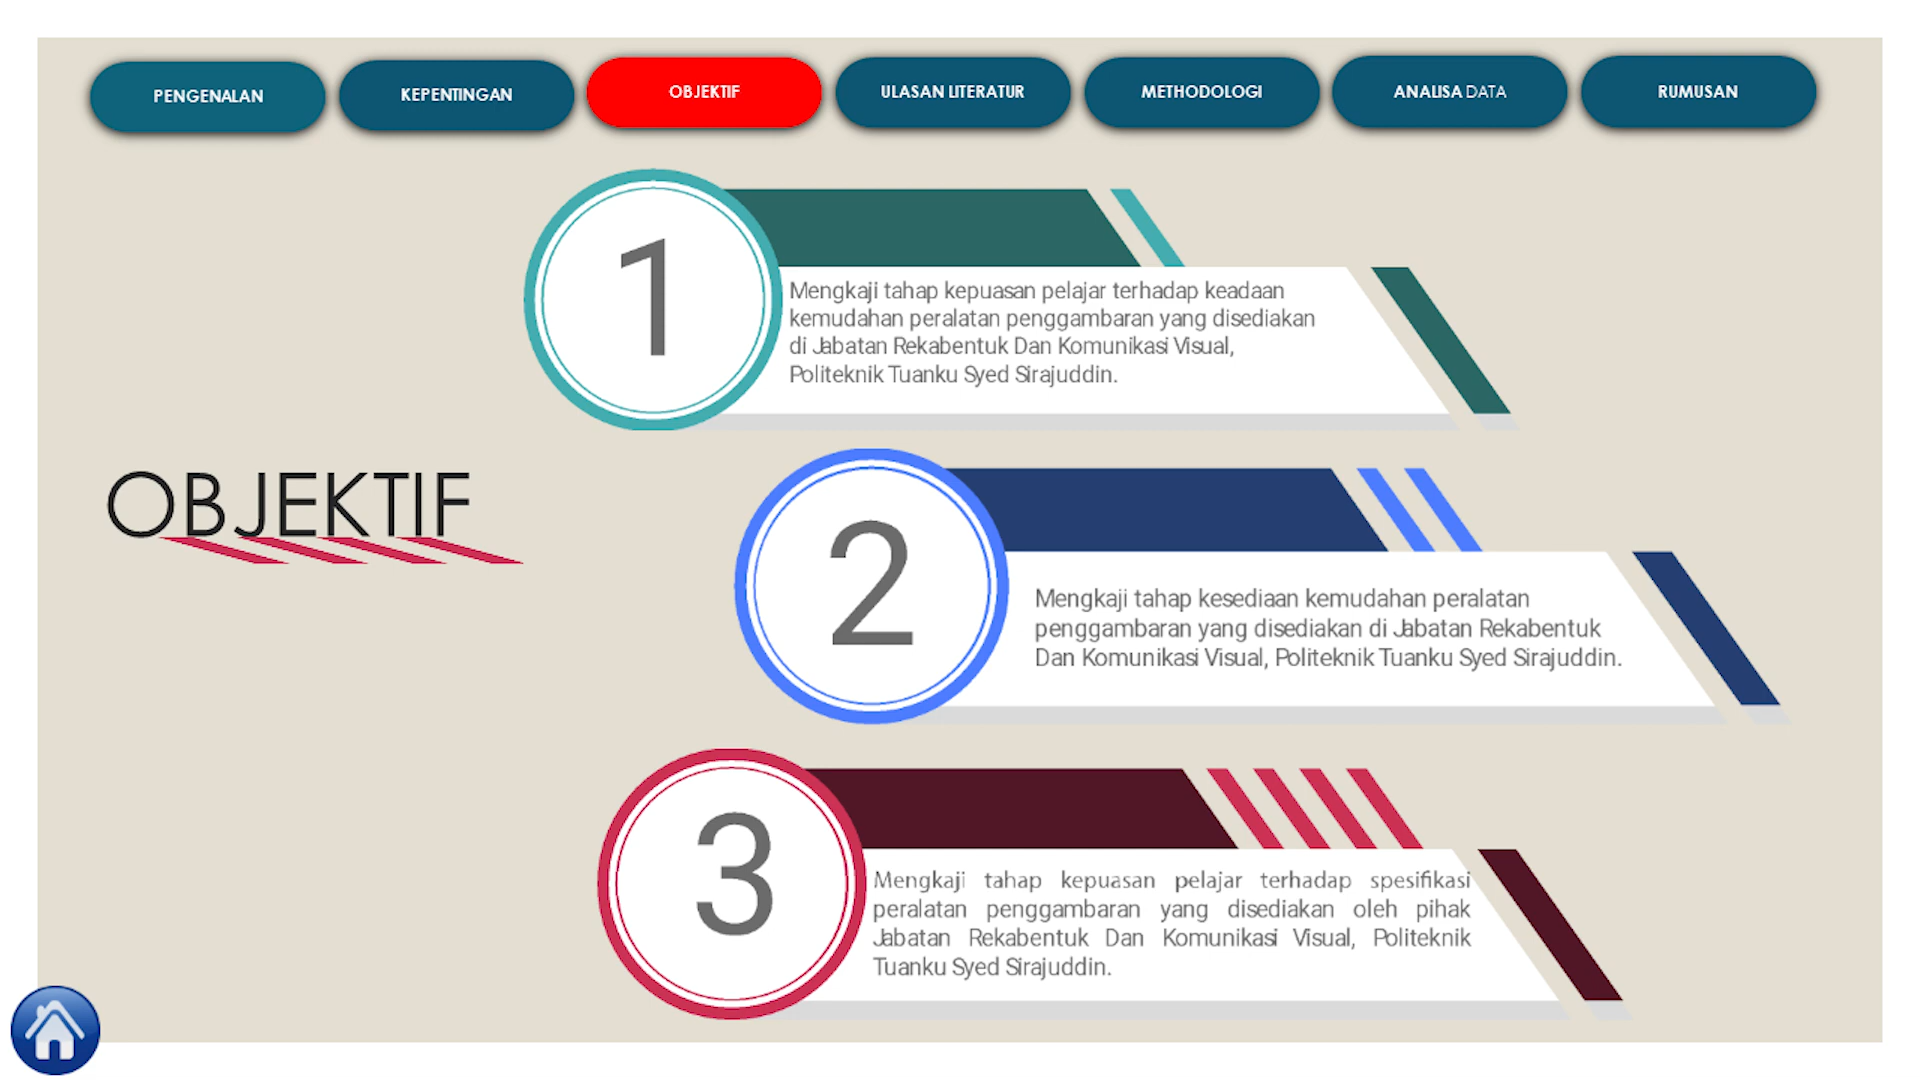 PENGENALAN
KEPENTINGAN
OBJEKTIF
ULASAN LITERATUR
METHODOLOGI
ANALISA DATA
RUMUSAN
OBJEKTIF
1
Mengkaji tahap kepuasan pelajar terhadap keadaan
kemudahan peralatan penggambaran yang disediakan
di Jabatan Rekabentuk Dan Komunikasi Visual,
Politeknik Tuanku Syed Sirajuddin.
2
Mengkaji tahap kesediaan kemudahan peralatan
penggambaran yang disediakan di Jabatan Rekabentuk
Dan Komunikasi Visual, Politeknik Tuanku Syed Sirajuddin.
3
Mengkaji tahap kepuasan pelajar terhadap spesifikasi
peralatan penggambaran yang disediakan oleh pihak
Jabatan Rekabentuk Dan Komunikasi Visual, Politeknik
Tuanku Syed Sirajuddin.